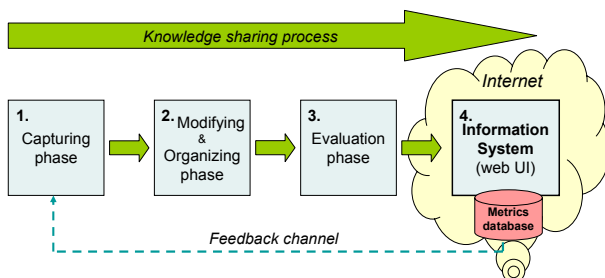 Knowledge sharing process
Internet
1.
Capturing
phase
2. Modifying
&
Organizing
phase
3.
Evaluation
phase
4.
Information
System
(web UI)
Metrics
database
Feedback channel